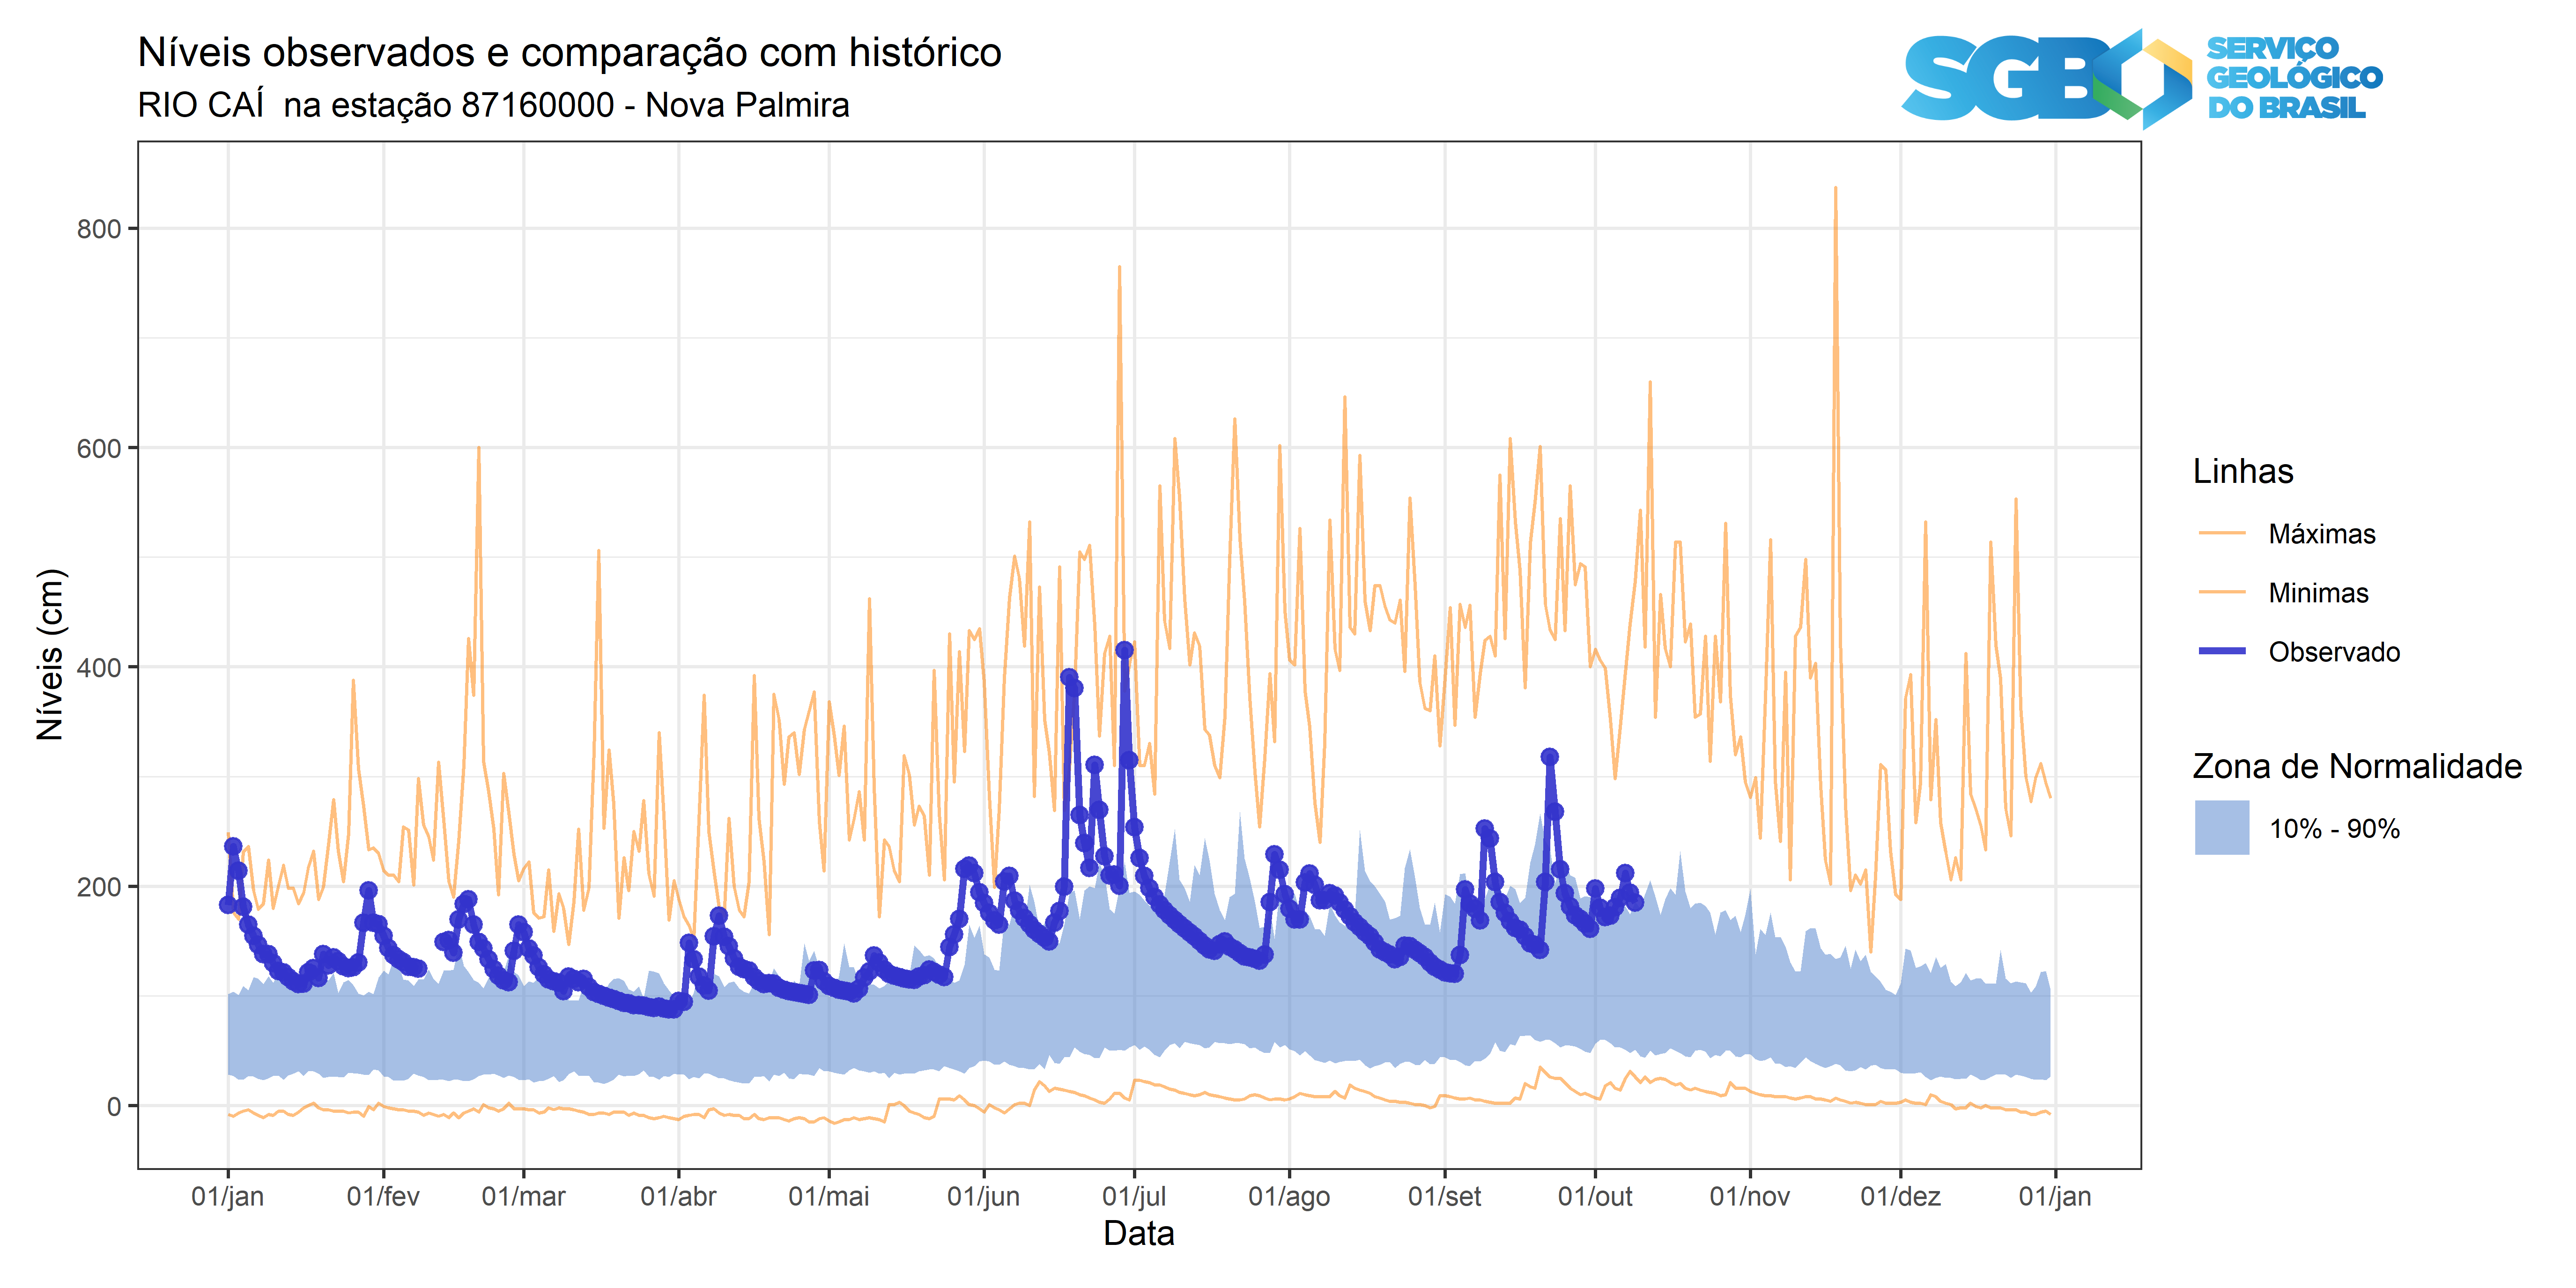 Níveis observados e comparação com histórico
RIO CAÍ  na estação 87160000 - Nova Palmira
SGB
SERVIÇO
GEOLÓGICO
DO BRASIL
Níveis (cm)
800
600
400
200
0
01/jan
01/fev
01/mar
01/abr
01/mai
01/jun
01/jul
01/ago
01/set
01/out
01/nov
01/dez
01/jan
Data
Linhas
Máximas
Minimas
Observado
Zona de Normalidade
10% - 90%